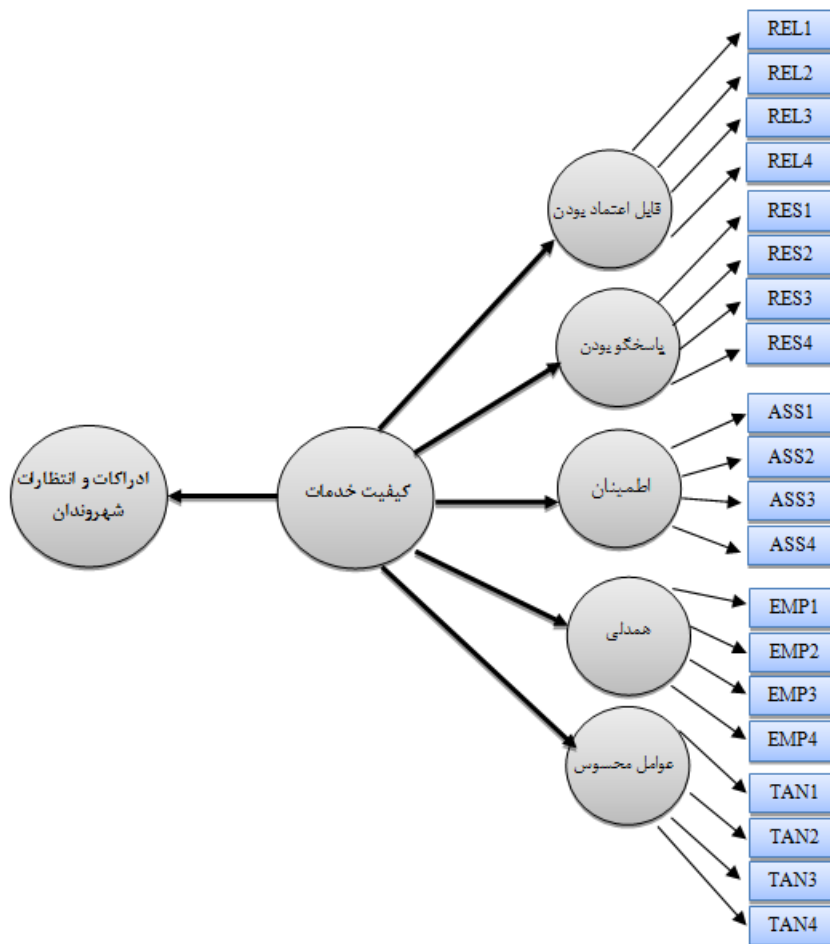 REL1
REL2
REL3
REL4
قابل اعتماد بودن
RES1
RES2
RES3
پاسخگو بودن
RES4
ASS1
ASS2
اطمینان
ASS3
ASS4
کیفیت خدمات
ادراکات و انتظارات
شهروندان
EMP1
همدلی
EMP2
EMP3
EMP4
عوامل محسوس
TAN1
TAN2
TAN3
TAN4